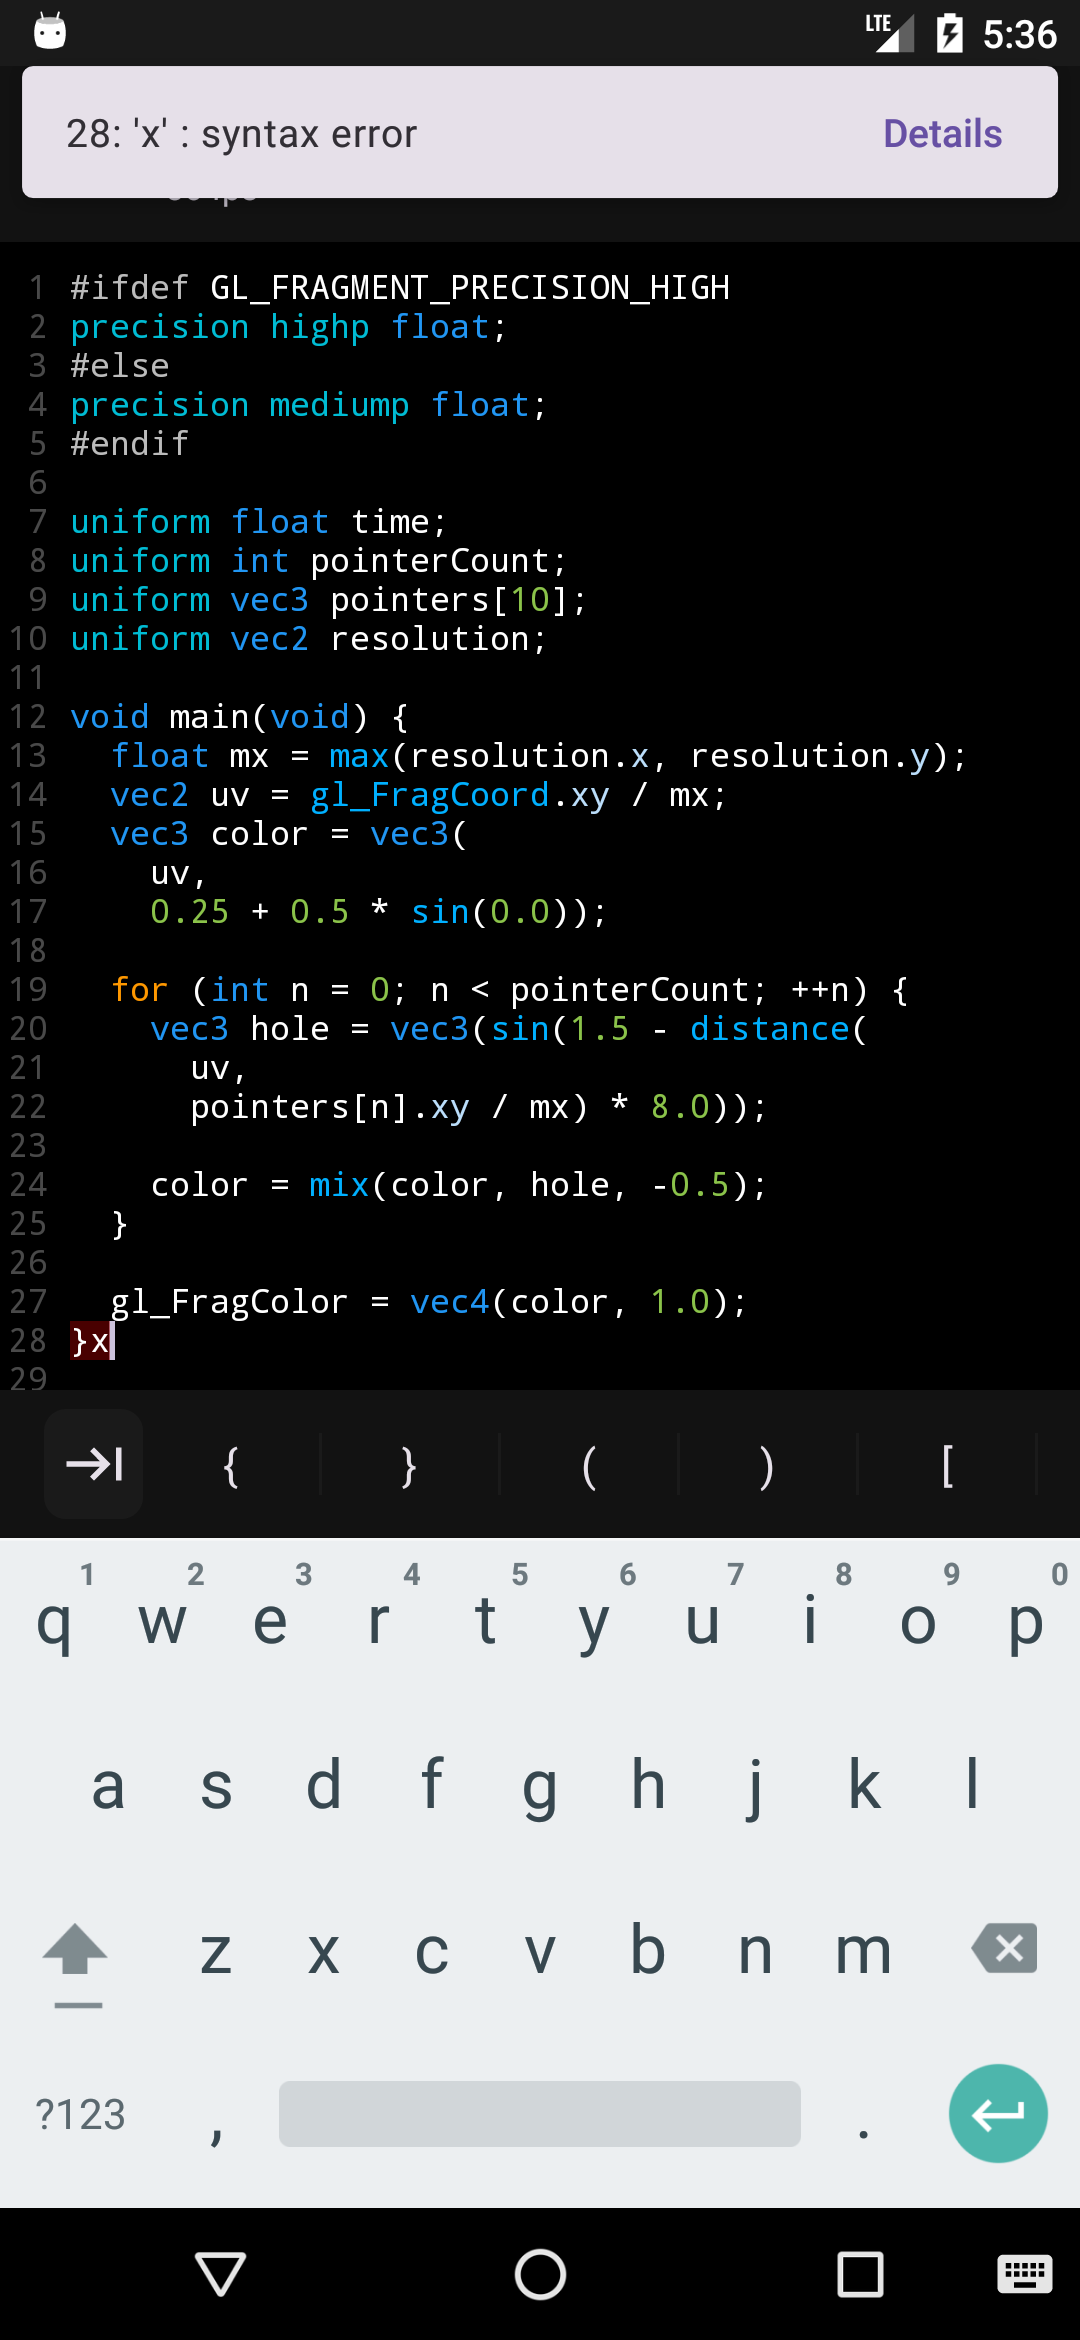 LTE 5:36
28: 'x' : syntax error Details
1 #ifdef GL_FRAGMENT_PRECISION_HIGH
2 precision highp float;
3 #else
4 precision mediump float;
5 #endif
6
7 uniform float time;
8 uniform int pointerCount;
9 uniform vec3 pointers[10];
10 uniform vec2 resolution;
11
12 void main(void) {
13 float mx = max(resolution.x, resolution.y);
14 vec2 uv = gl_FragCoord.xy / mx;
15 vec3 color = vec3(
16 uv,
17 0.25 + 0.5 * sin(0.0));
18
19 for (int n = 0; n < pointerCount; ++n) {
20 vec3 hole = vec3(sin(1.5 - distance(
21 uv,
22 pointers[n].xy / mx) * 8.0));
23
24 color = mix(color, hole, -0.5);
25 }
26
27 gl_FragColor = vec4(color, 1.0);
28 }x
29
{ } ( ) [
1 2 3 4 5 6 7 8 9 0
q w e r t y u i o p
a s d f g h j k l
z x c v b n m
?123 , .